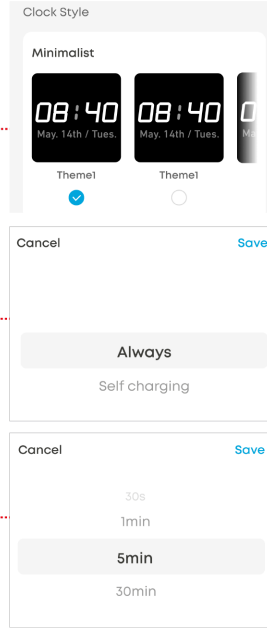 Clock Style
Minimalist
08:40 08:40
May. 14th / Tues. May. 14th / Tues.
Theme1 Theme1
Cancel Save
Always
Self charging
Cancel Save
30s
1min
5min
30min